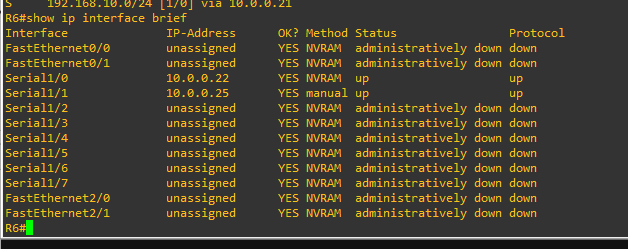 S     192.168.10.0/24 [1/0] via 10.0.0.21
R6#show ip interface brief
Interface              IP-Address      OK? Method Status                Protocol
FastEthernet0/0        unassigned      YES NVRAM  administratively down down
FastEthernet0/1        unassigned      YES NVRAM  administratively down down
Serial1/0              10.0.0.22       YES NVRAM  up                    up
Serial1/1              10.0.0.25       YES manual up                    up
Serial1/2              unassigned      YES NVRAM  administratively down down
Serial1/3              unassigned      YES NVRAM  administratively down down
Serial1/4              unassigned      YES NVRAM  administratively down down
Serial1/5              unassigned      YES NVRAM  administratively down down
Serial1/6              unassigned      YES NVRAM  administratively down down
Serial1/7              unassigned      YES NVRAM  administratively down down
FastEthernet2/0        unassigned      YES NVRAM  administratively down down
FastEthernet2/1        unassigned      YES NVRAM  administratively down down
R6#